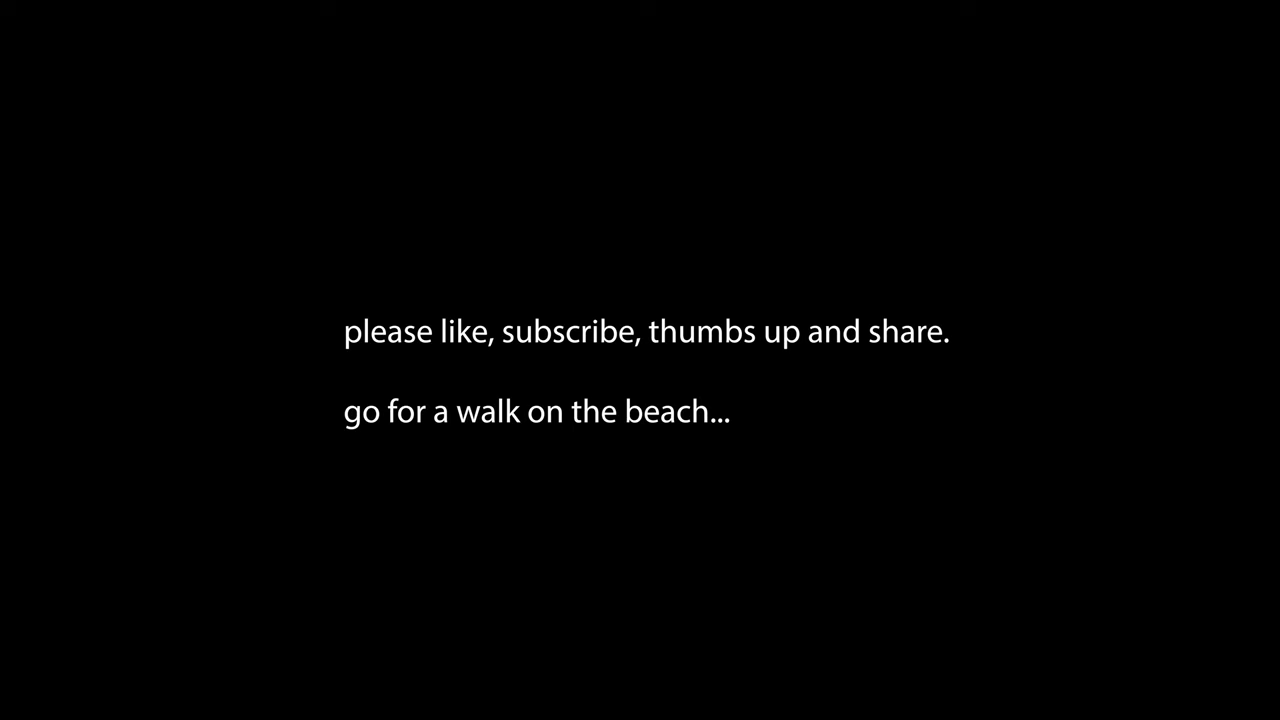 please like, subscribe, thumbs up and share.
go for a walk on the beach...